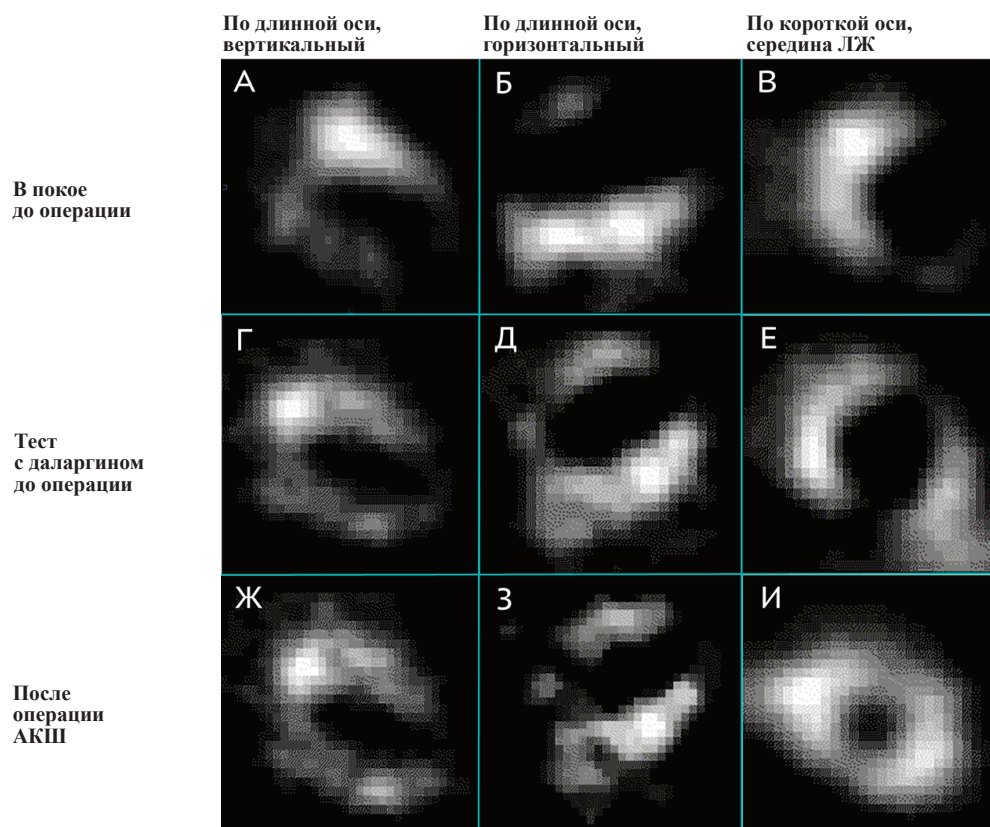 По длинной оси,
вертикальный
По длинной оси,
горизонтальный
По короткой оси,
середина ЛЖ
В покое
до операции
А
Б
В
Тест
с даларгином
до операции
Г
Д
Е
После
операции
АКШ
Ж
З
И